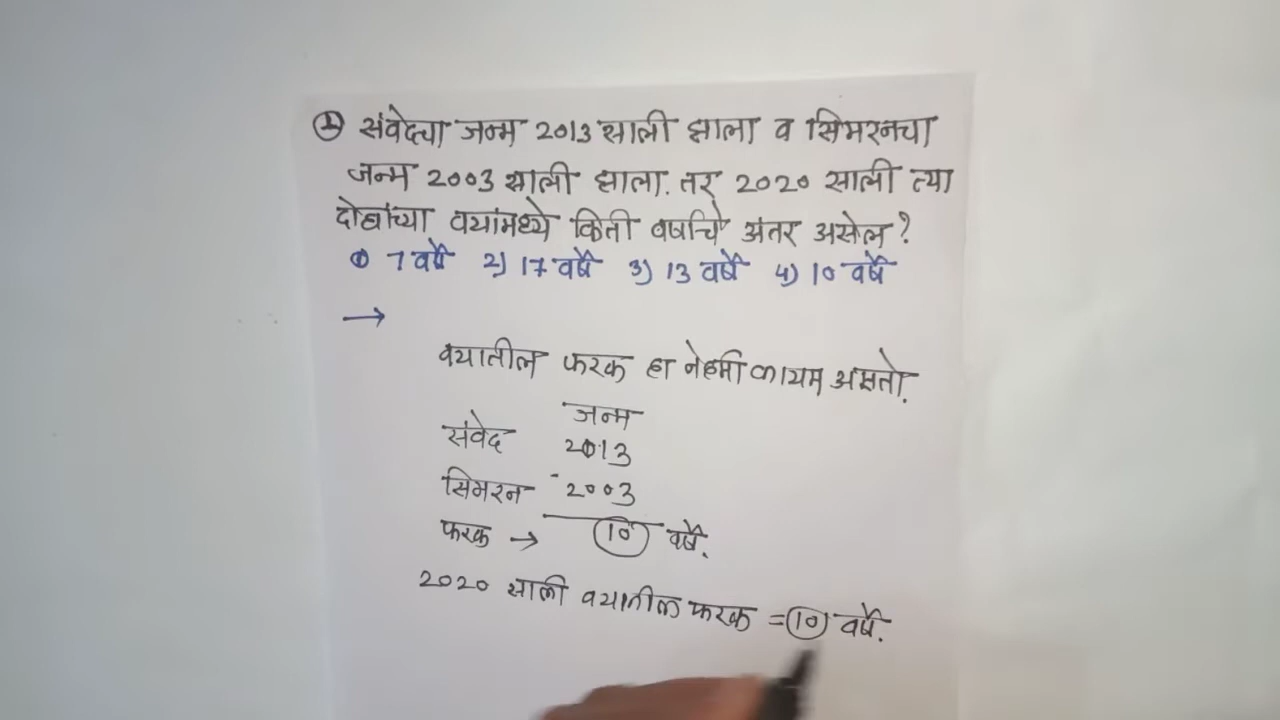 ① संवेदचा जन्म 2013 साली झाला व सिमरनचा
जन्म 2003 साली झाला. तर 2020 साली त्या
दोघांच्या वयांमध्ये किती वर्षाचे अंतर असेल?
① 7 वर्षे 2) 17 वर्षे 3) 13 वर्षे 4) 10 वर्षे
→
वयातील फरक हा नेहमी कायम असतो.
जन्म
संवेद 2013
सिमरन - 2003
फरक → 10 वर्षे.
2020 साली वयातील फरक = 10 वर्षे.